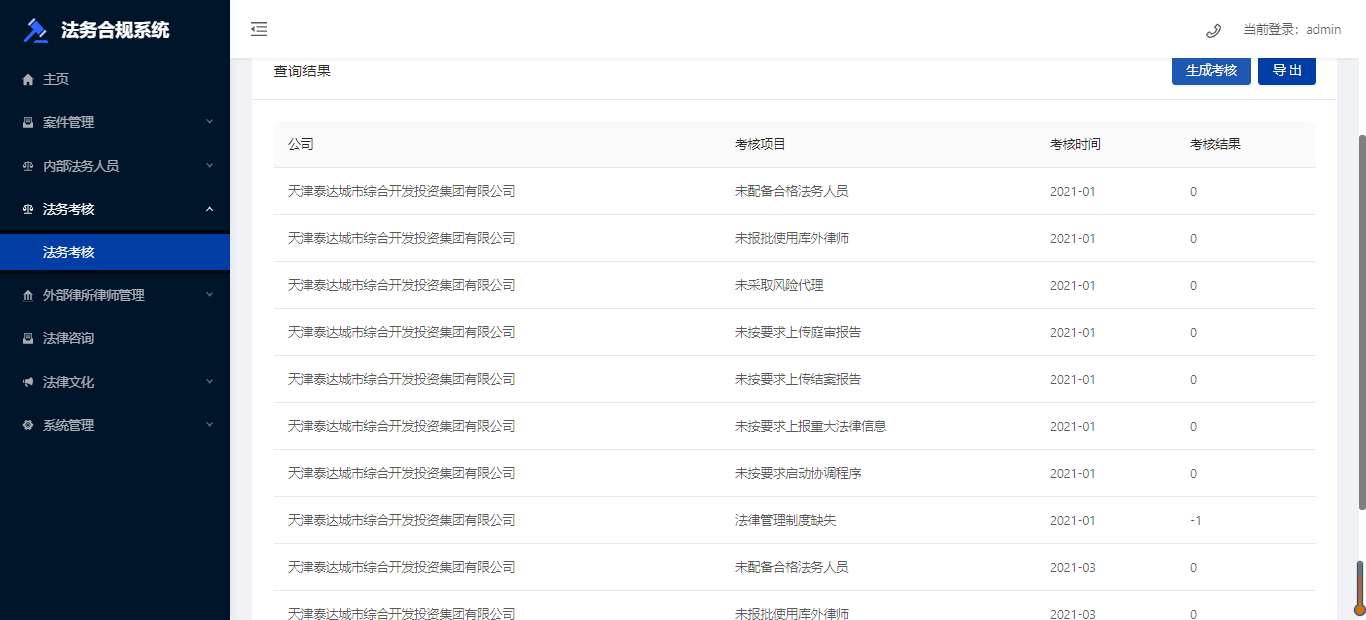 法务合规系统
当前登录：admin
主页
案件管理
内部法务人员
法务考核
法务考核
外部律所律师管理
法律咨询
法律文化
系统管理
查询结果
生成考核 导出
公司 考核项目 考核时间 考核结果
天津泰达城市综合开发投资集团有限公司 未配备合格法务人员 2021-01 0
天津泰达城市综合开发投资集团有限公司 未报批使用库外律师 2021-01 0
天津泰达城市综合开发投资集团有限公司 未采取风险代理 2021-01 0
天津泰达城市综合开发投资集团有限公司 未按要求上传庭审报告 2021-01 0
天津泰达城市综合开发投资集团有限公司 未按要求上传结案报告 2021-01 0
天津泰达城市综合开发投资集团有限公司 未按要求上报重大法律信息 2021-01 0
天津泰达城市综合开发投资集团有限公司 未按要求启动协调程序 2021-01 0
天津泰达城市综合开发投资集团有限公司 法律管理制度缺失 2021-01 -1
天津泰达城市综合开发投资集团有限公司 未配备合格法务人员 2021-03 0
天津泰达城市综合开发投资集团有限公司 未报批使用库外律师 2021-03 0